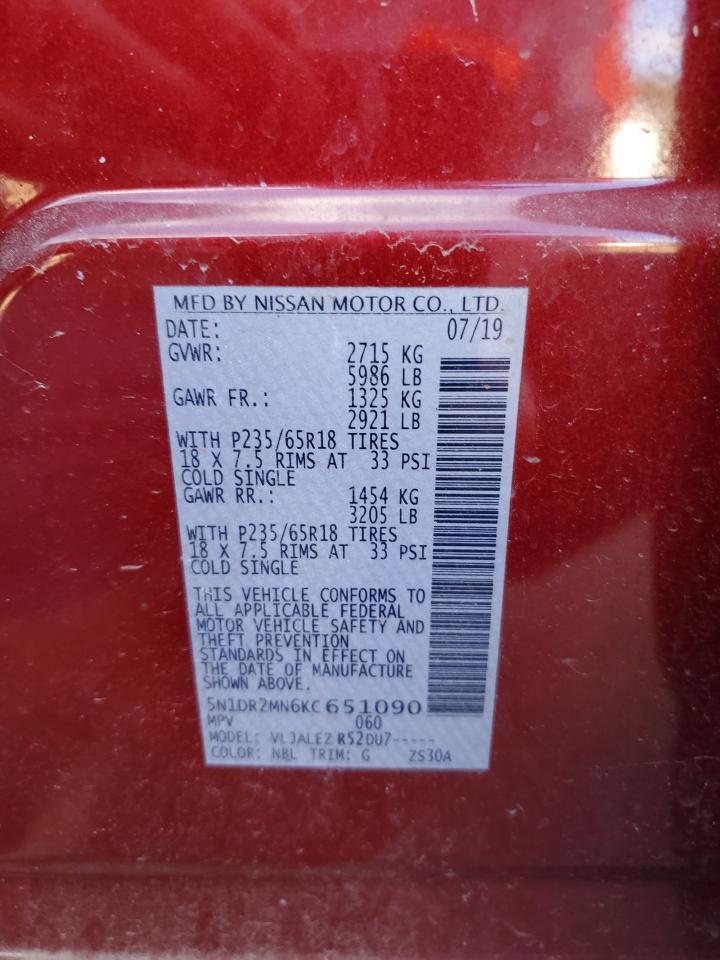 MFD BY NISSAN MOTOR CO., LTD.
DATE: 07/19
GVWR: 2715 KG
5986 LB
GAWR FR.: 1325 KG
2921 LB
WITH P235/65R18 TIRES
18 X 7.5 RIMS AT 33 PSI
COLD SINGLE
GAWR RR.: 1454 KG
3205 LB
WITH P235/65R18 TIRES
18 X 7.5 RIMS AT 33 PSI
COLD SINGLE
THIS VEHICLE CONFORMS TO
ALL APPLICABLE FEDERAL
MOTOR VEHICLE SAFETY AND
THEFT PREVENTION
STANDARDS IN EFFECT ON
THE DATE OF MANUFACTURE
SHOWN ABOVE.
5N1DR2MN6KC651090
MPV 060
MODEL: VL3ALEZ R52DU7-----
COLOR: NBL TRIM: G ZS30A